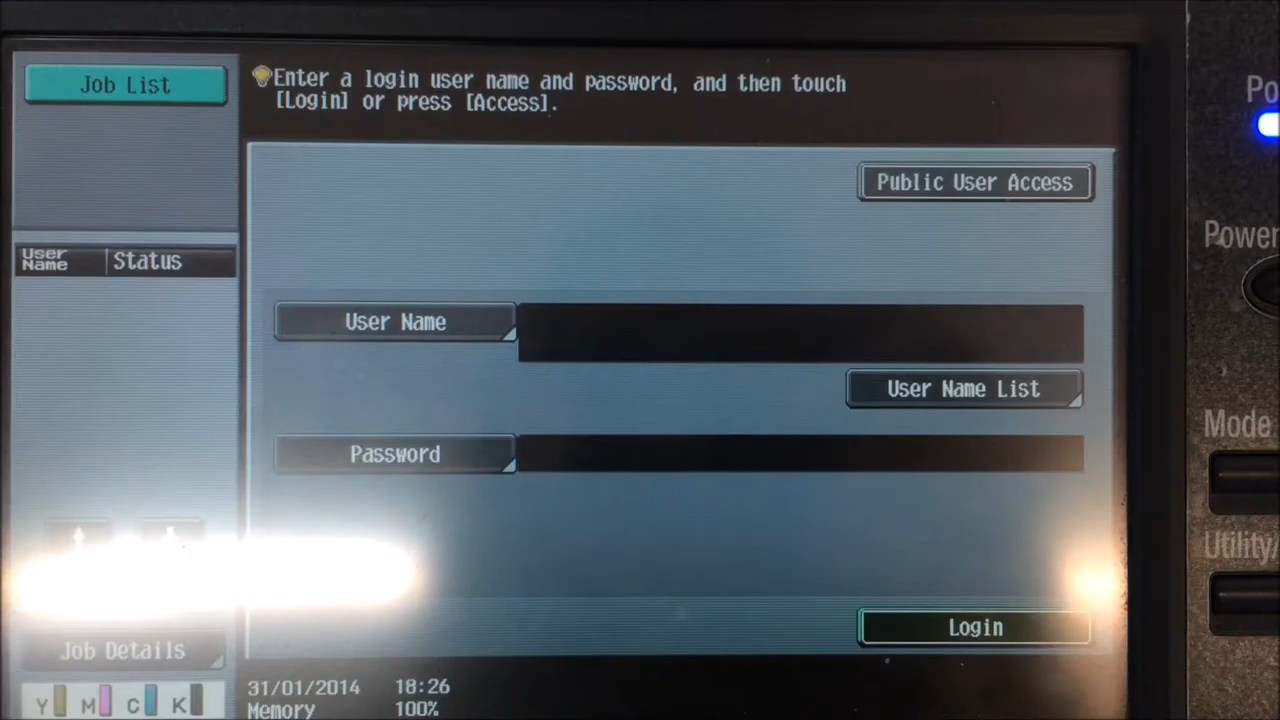 Job List
Enter a login user name and password, and then touch
[Login] or press [Access].
Public User Access
User
Name
Status
User Name
User Name List
Password
Login
Job Details
Y M C K
31/01/2014 18:26
Memory 100%
Po
Power
Mode
Utility/